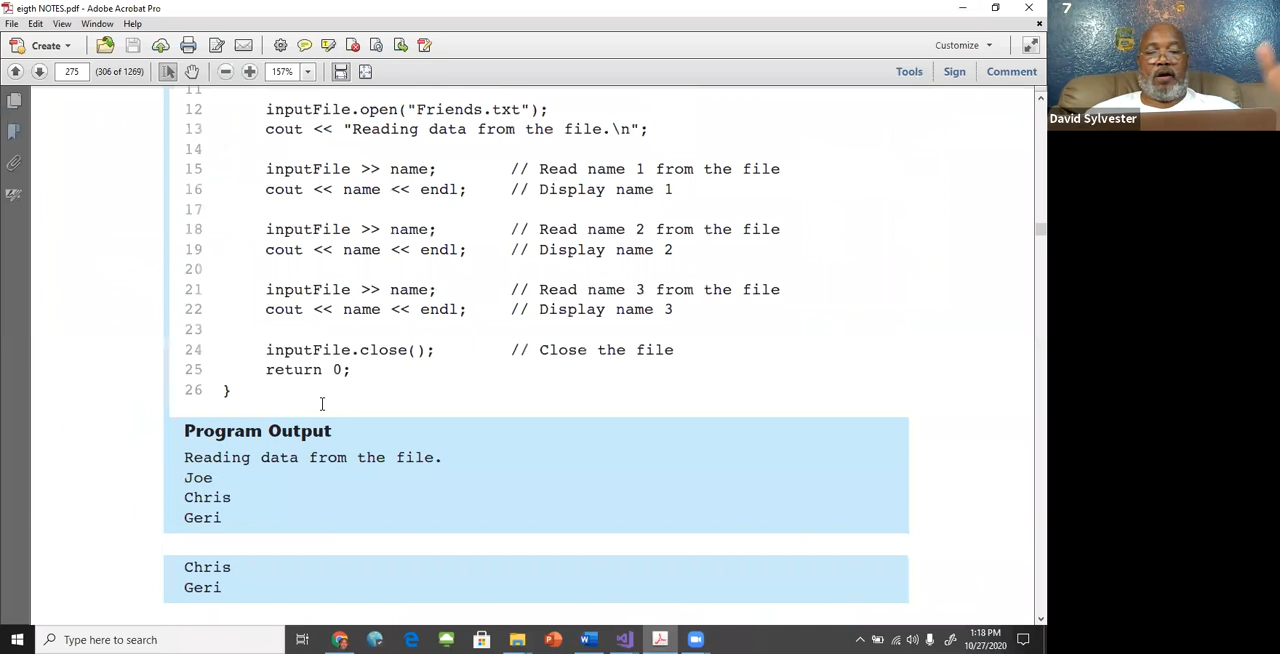 eigth NOTES.pdf - Adobe Acrobat Pro
File Edit View Window Help
Create Customize
275 (306 of 1269) 157% Tools Sign Comment
11
12 inputFile.open("Friends.txt");
13 cout << "Reading data from the file.\n";
14
15 inputFile >> name; // Read name 1 from the file
16 cout << name << endl; // Display name 1
17
18 inputFile >> name; // Read name 2 from the file
19 cout << name << endl; // Display name 2
20
21 inputFile >> name; // Read name 3 from the file
22 cout << name << endl; // Display name 3
23
24 inputFile.close(); // Close the file
25 return 0;
26 }
Program Output
Reading data from the file.
Joe
Chris
Geri
Chris
Geri
David Sylvester
Type here to search
1:18 PM
10/27/2020